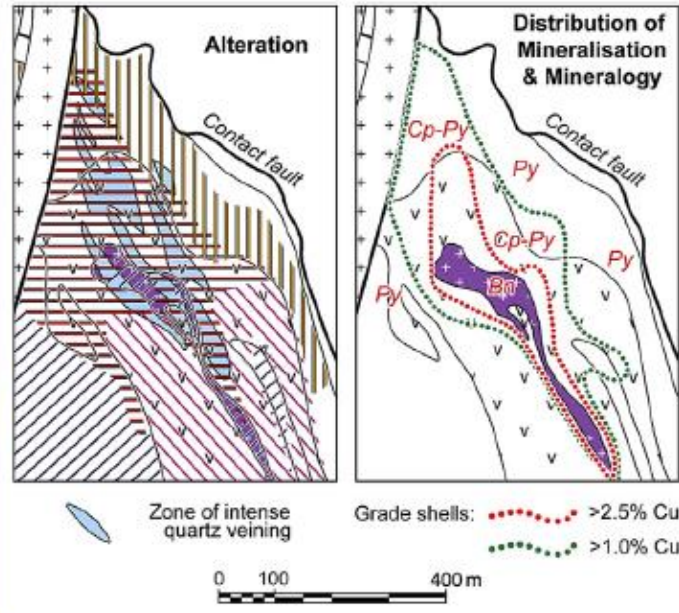 Alteration
Contact fault
Distribution of
Mineralisation
& Mineralogy
Contact fault
Cp-Py
Py
Cp-Py
Py
Py
Bn
Zone of intense
quartz veining
Grade shells:
>2.5% Cu
>1.0% Cu
0 100 400 m